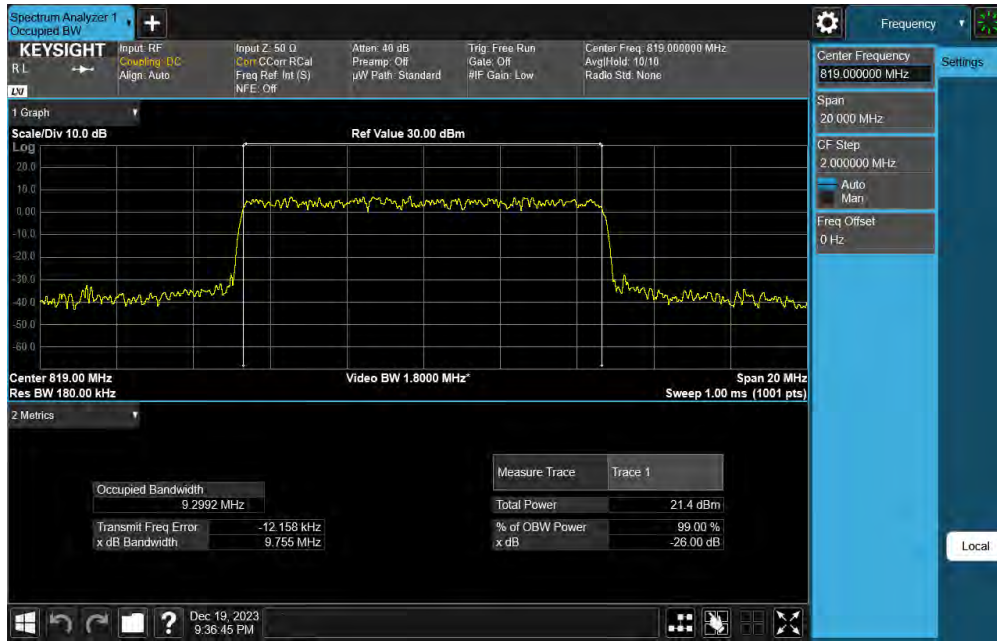 Spectrum Analyzer 1
Occupied BW
Frequency
KEYSIGHT
RL
LXI
Input: RF
Coupling: DC
Align: Auto
Input Z: 50 Ω
Corr CCorr RCal
Freq Ref: Int (S)
NFE: Off
Atten: 40 dB
Preamp: Off
µW Path: Standard
Trig: Free Run
Gate: Off
#IF Gain: Low
Center Freq: 819.000000 MHz
Avg|Hold: 10/10
Radio Std: None
Center Frequency
819.000000 MHz
Settings
Span
20.000 MHz
CF Step
2.000000 MHz
Auto
Man
Freq Offset
0 Hz
Local
1 Graph
Scale/Div 10.0 dB
Ref Value 30.00 dBm
Log
20.0
10.0
0.00
-10.0
-20.0
-30.0
-40.0
-50.0
-60.0
Center 819.00 MHz
Video BW 1.8000 MHz*
Span 20 MHz
Res BW 180.00 kHz
Sweep 1.00 ms (1001 pts)
2 Metrics
Measure Trace Trace 1
Occupied Bandwidth
9.2992 MHz
Total Power 21.4 dBm
Transmit Freq Error -12.158 kHz
% of OBW Power 99.00 %
x dB Bandwidth 9.755 MHz
x dB -26.00 dB
?
Dec 19, 2023
9:36:45 PM